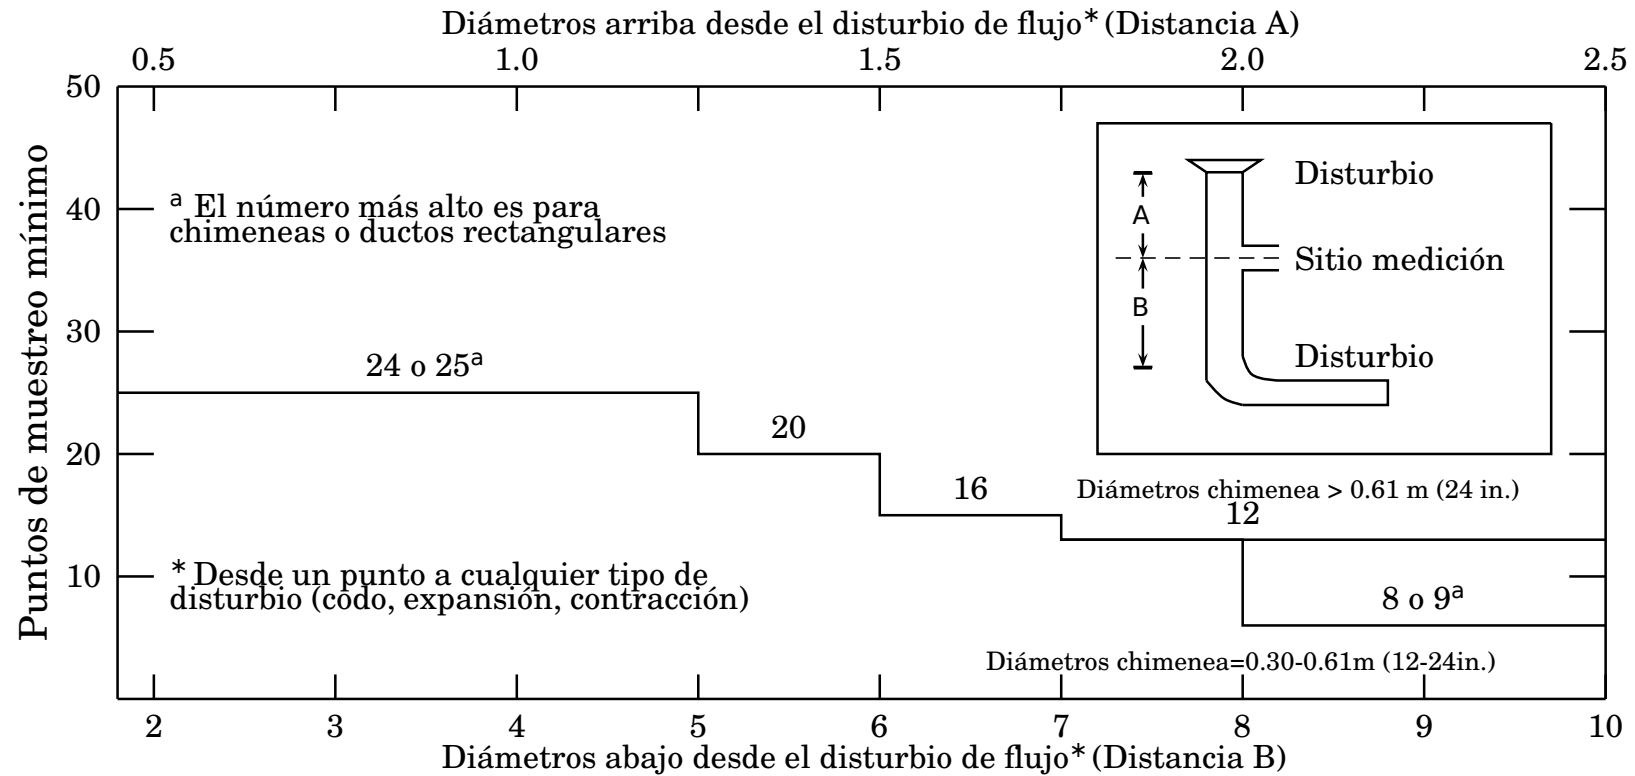 Diámetros arriba desde el disturbio de flujo* (Distancia A)
0.5 1.0 1.5 2.0 2.5
50
40
30
20
10
Puntos de muestreo mínimo
a El número más alto es para
chimeneas o ductos rectangulares
Disturbio
A
Sitio medición
B
Disturbio
24 o 25a
20
16
Diámetros chimenea > 0.61 m (24 in.)
12
* Desde un punto a cualquier tipo de
disturbio (codo, expansión, contracción)
8 o 9a
Diámetros chimenea=0.30-0.61m (12-24in.)
2 3 4 5 6 7 8 9 10
Diámetros abajo desde el disturbio de flujo* (Distancia B)